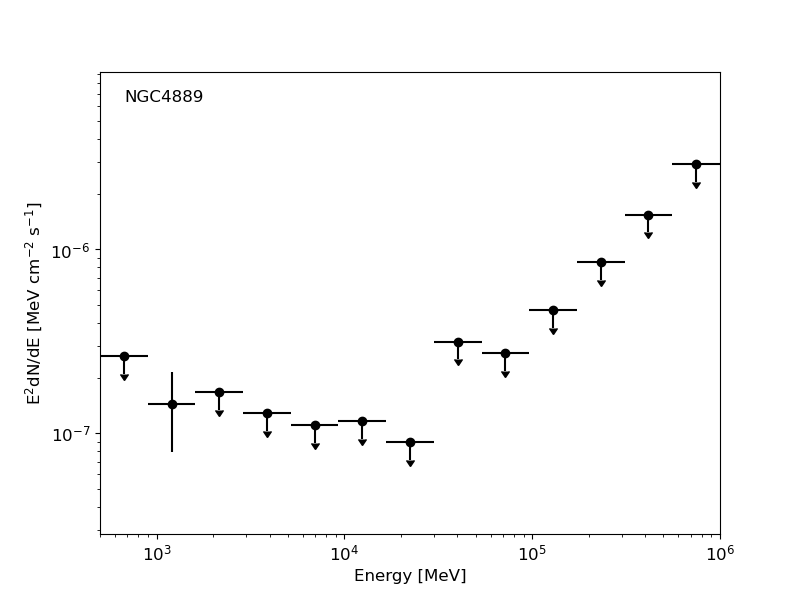 NGC4889
E²dN/dE [MeV cm⁻² s⁻¹]
10⁻⁶
10⁻⁷
10³ 10⁴ 10⁵ 10⁶
Energy [MeV]